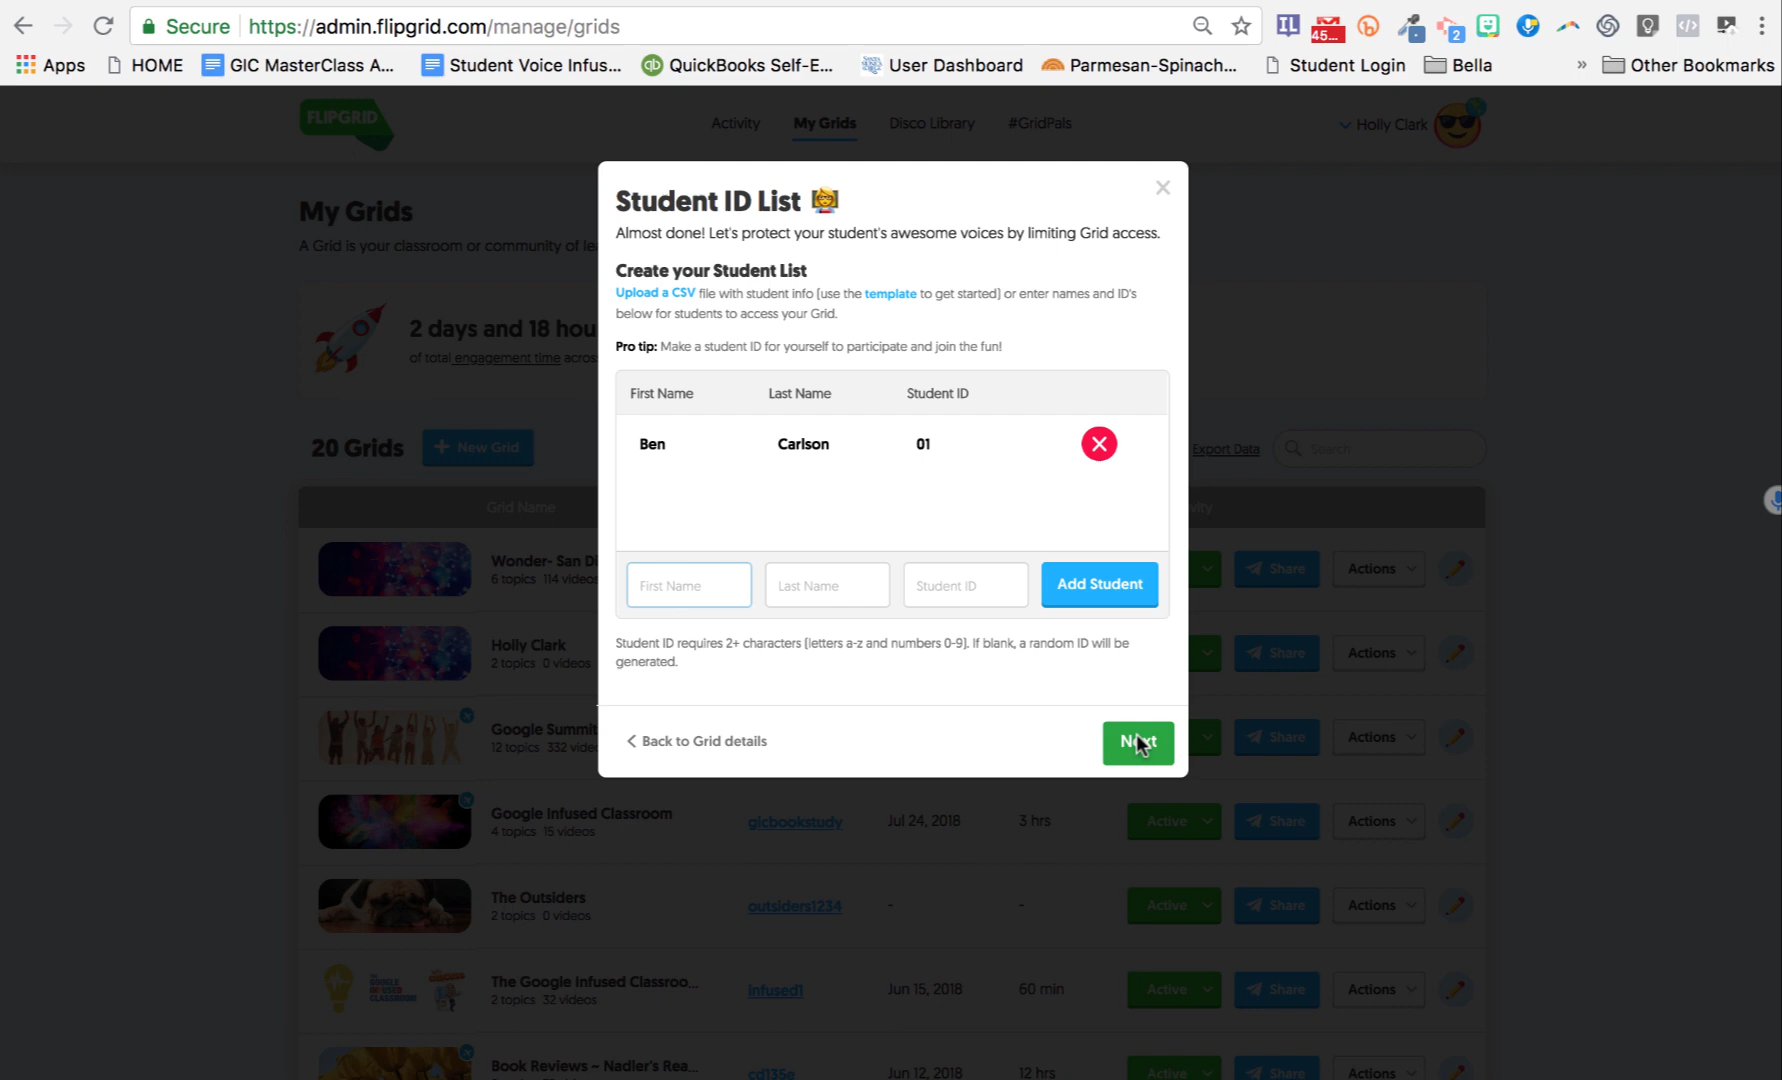 Secure https://admin.flipgrid.com/manage/grids
45... 2
Apps HOME GIC MasterClass A... Student Voice Infus... QuickBooks Self-E... User Dashboard Parmesan-Spinach... Student Login Bella » Other Bookmarks
FLIPGRID Activity My Grids Disco Library #GridPals Holly Clark
Student ID List
Almost done! Let's protect your student's awesome voices by limiting Grid access.
Create your Student List
Upload a CSV file with student info [use the template to get started] or enter names and ID's
below for students to access your Grid.
Pro tip: Make a student ID for yourself to participate and join the fun!
First Name Last Name Student ID
Ben Carlson 01
First Name Last Name Student ID Add Student
Student ID requires 2+ characters [letters a-z and numbers 0-9]. If blank, a random ID will be
generated.
Back to Grid details Next
My Grids
A Grid is your classroom or community of
2 days and 18
of total engagement time
20 Grids + New Grid Export Data Search
Grid Name
Wonder- San
6 topics 114 videos Share Actions
Holly Clark
2 topics 0 videos Share Actions
Google Summit
12 topics 332 Share Actions
Google Infused Classroom
4 topics 15 videos gicbookstudy Jul 24, 2018 3 hrs Active Share Actions
The Outsiders
2 topics 0 videos outsiders1234 - - Active Share Actions
The Google Infused Classroo...
2 topics 32 videos infused1 Jun 15, 2018 60 min Active Share Actions
THE GOOGLE INFUSED CLASSROOM
Book Reviews ~ Nadler's Rea...
cd135e Jun 12, 2018 12 hrs Active Share Actions